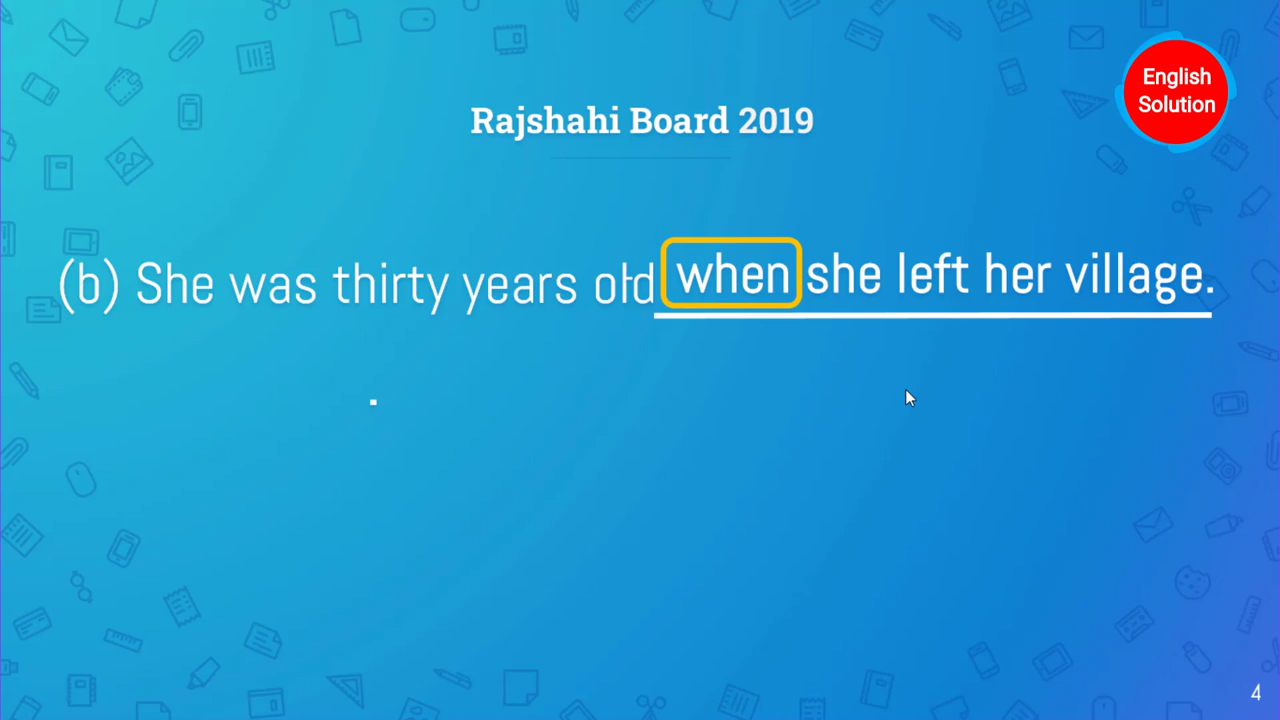 English
Solution
Rajshahi Board 2019
(b) She was thirty years old when she left her village.
.
4